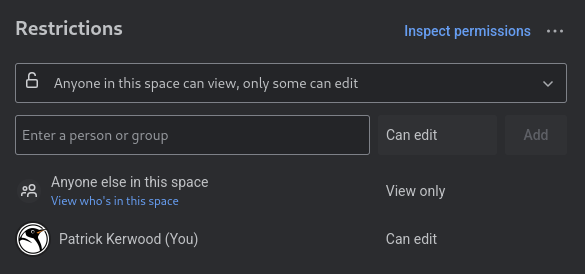 Restrictions
Inspect permissions
Anyone in this space can view, only some can edit
Enter a person or group
Can edit
Add
Anyone else in this space
View who's in this space
View only
Patrick Kerwood (You)
Can edit